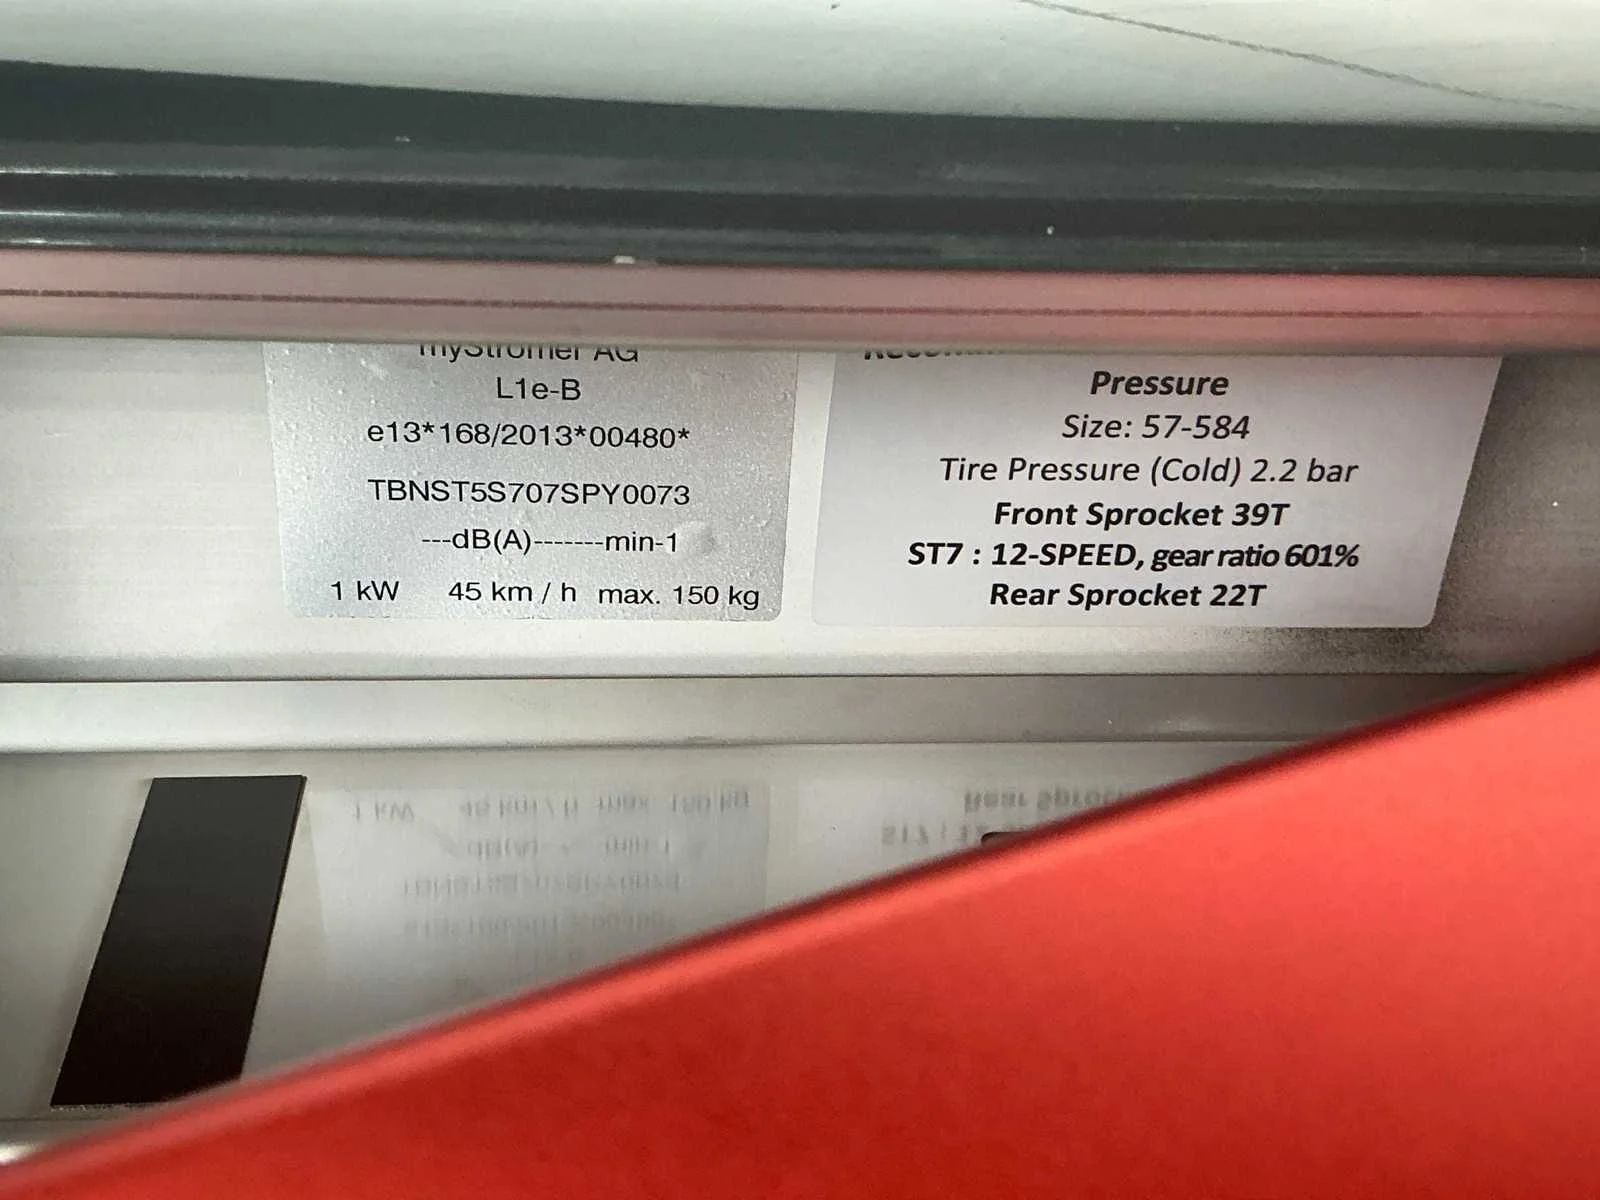 myStromer AG
L1e-B
e13*168/2013*00480*
TBNST5S707SPY0073
---dB(A)-------min-1
1 kW 45 km / h max. 150 kg
Pressure
Size: 57-584
Tire Pressure (Cold) 2.2 bar
Front Sprocket 39T
ST7 : 12-SPEED, gear ratio 601%
Rear Sprocket 22T